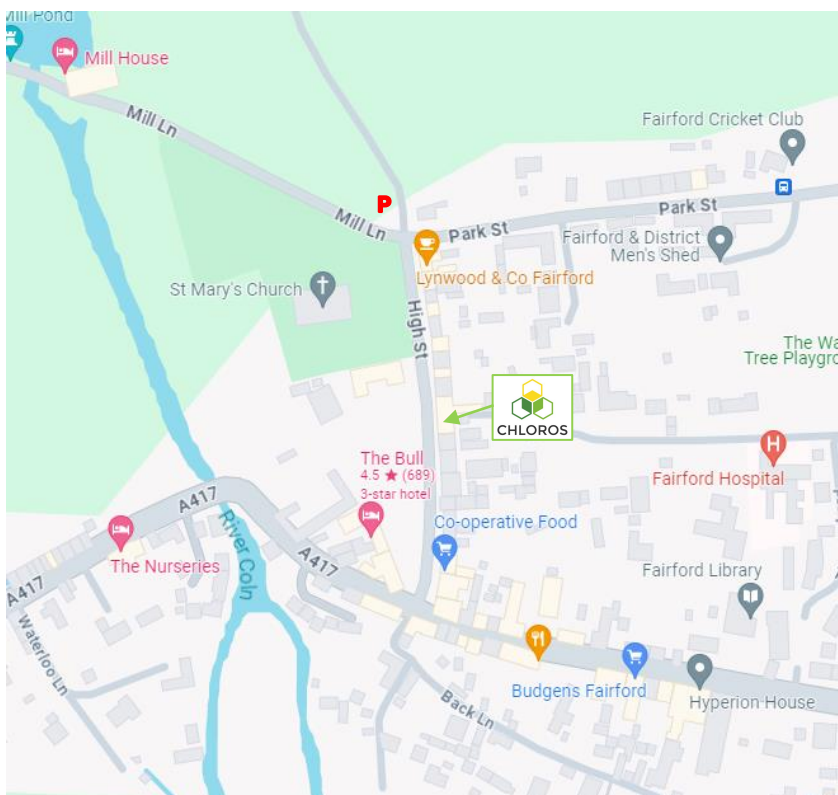 Mill Pond
Mill House
Mill Ln
Fairford Cricket Club
P
Mill Ln
Park St
Park St
Fairford & District
Men's Shed
Lynwood & Co Fairford
St Mary's Church
High St
The Wa
Tree Playgro
CHLOROS
H
The Bull
4.5 ★ (689)
3-star hotel
Fairford Hospital
A417
River Coln
Co-operative Food
A417
The Nurseries
Fairford Library
A417
Waterloo Ln
Budgens Fairford
Hyperion House
Back Ln